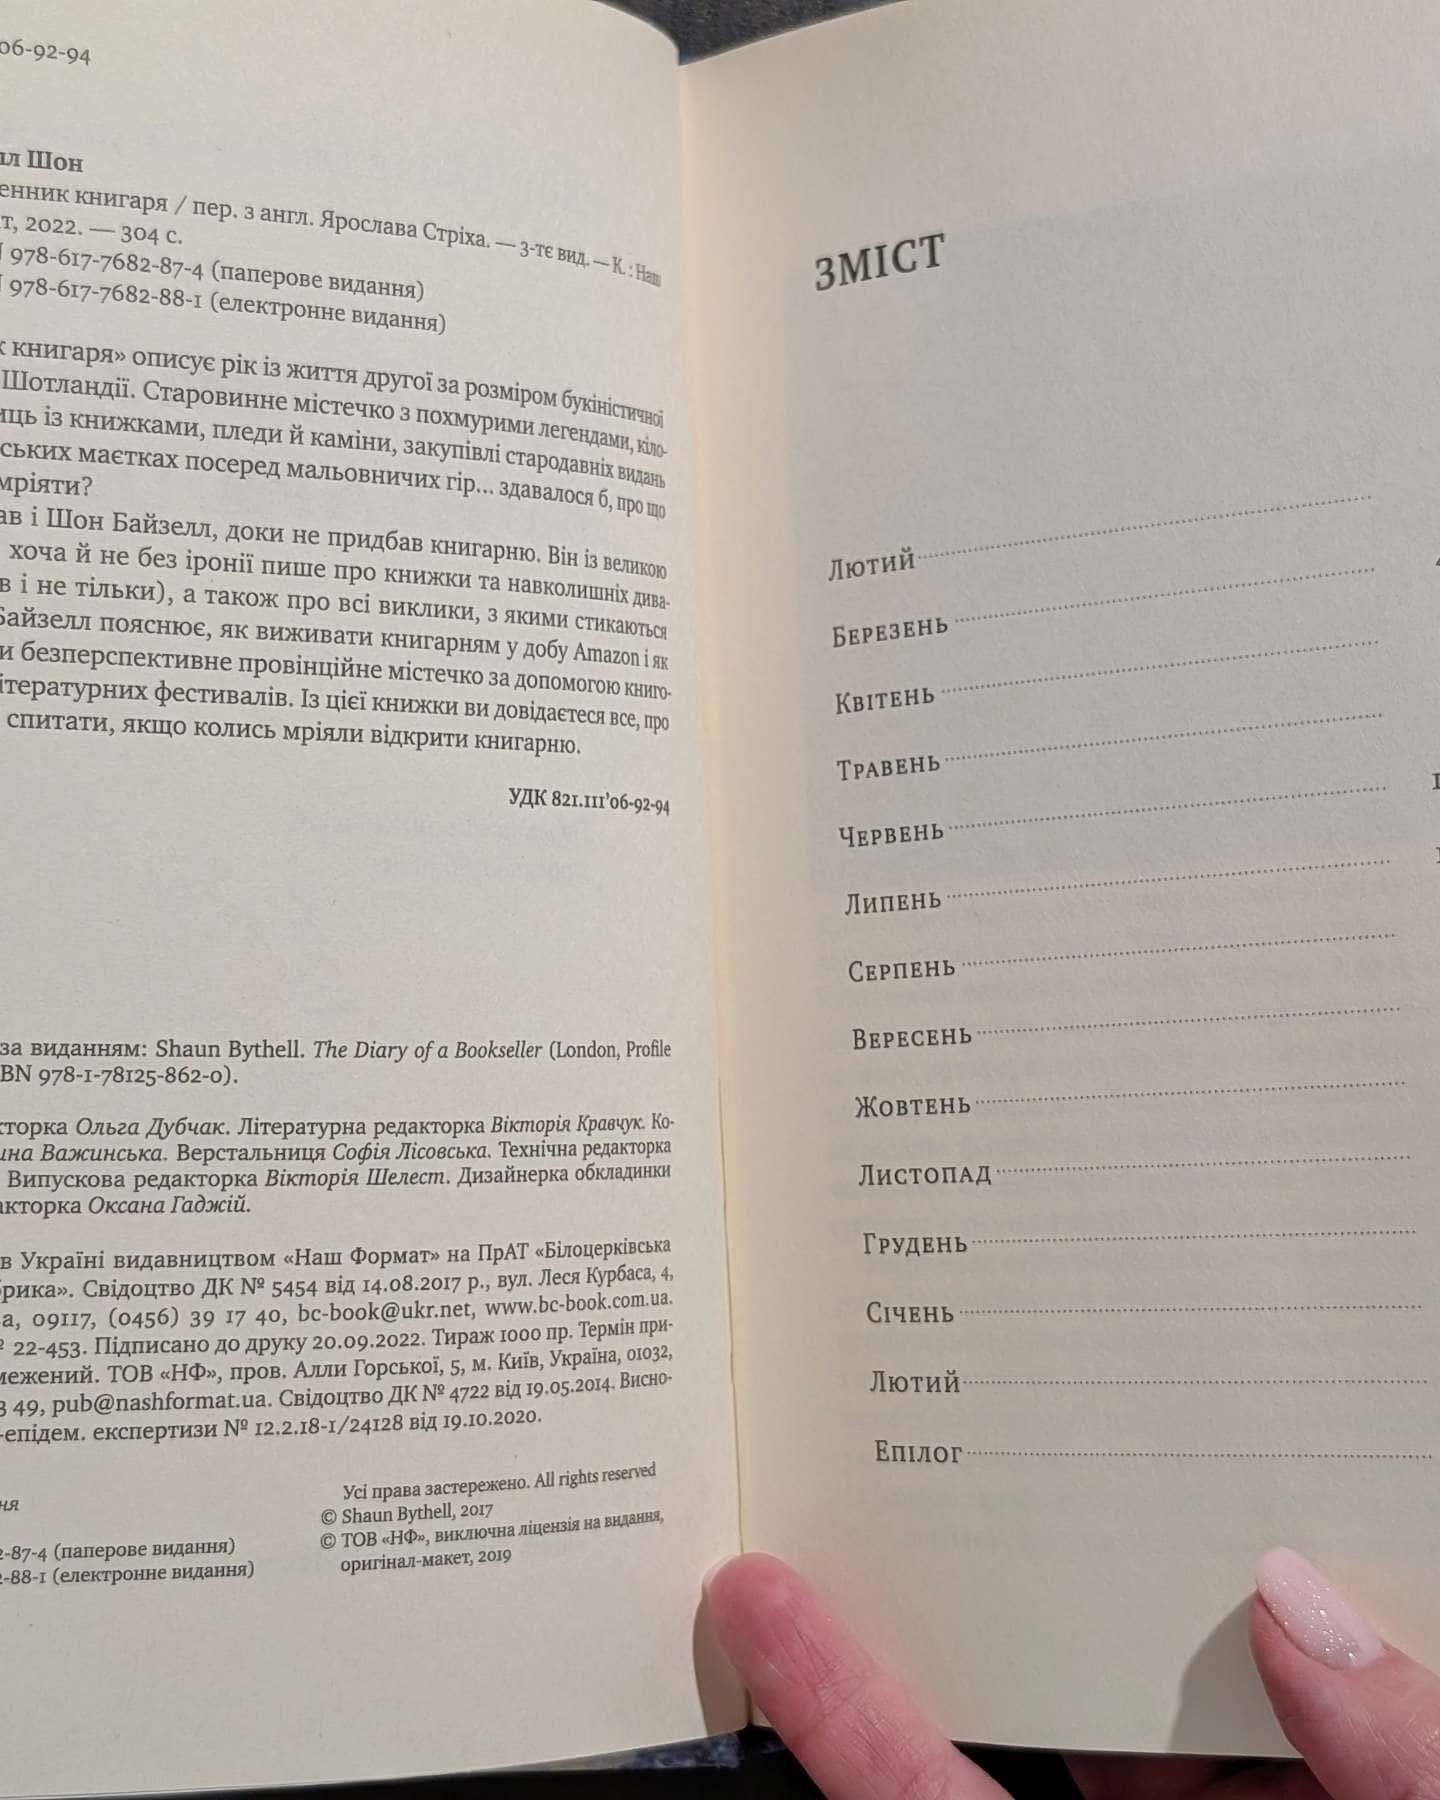 06-92-94
Шон
книгаря / пер. з англ. Ярослава Стріха. — 3-тє вид. — К. : Наш
2022. — 304 с.
978-617-7682-87-4 (паперове видання)
978-617-7682-88-1 (електронне видання)
книгаря» описує рік із життя другої за розміром букіністичної
Шотландії. Старовинне містечко з похмурими легендами, кіло-
із книжками, пледи й каміни, закупівлі стародавніх видань
маєтках посеред мальовничих гір... здавалося б, про що
мріяти?
і Шон Байзелл, доки не придбав книгарню. Він із великою
хоча й не без іронії пише про книжки та навколишніх дива-
в і не тільки), а також про всі виклики, з якими стикаються
Байзелл пояснює, як виживати книгарням у добу Amazon і як
безперспективне провінційне містечко за допомогою книго-
літературних фестивалів. Із цієї книжки ви довідаєтеся все, про
спитати, якщо колись мріяли відкрити книгарню.
УДК 821.111’06-92-94
за виданням: Shaun Bythell. The Diary of a Bookseller (London, Profile
978-1-78125-862-0).
Ольга Дубчак. Літературна редакторка Вікторія Кравчук. Ко-
Важинська. Верстальниця Софія Лісовська. Технічна редакторка
Випускова редакторка Вікторія Шелест. Дизайнерка обкладинки
Оксана Гаджій.
в Україні видавництвом «Наш Формат» на ПрАТ «Білоцерківська
Свідоцтво ДК № 5454 від 14.08.2017 р., вул. Леся Курбаса, 4,
09117, (0456) 39 17 40, bc-book@ukr.net, www.bc-book.com.ua.
22-453. Підписано до друку 20.09.2022. Тираж 1000 пр. Термін при-
ТОВ «НФ», пров. Алли Горської, 5, м. Київ, Україна, 01032,
49, pub@nashformat.ua. Свідоцтво ДК № 4722 від 19.05.2014. Висно-
-епідем. експертизи № 12.2.18-1/24128 від 19.10.2020.
Усі права застережено. All rights reserved
© Shaun Bythell, 2017
-87-4 (паперове видання)
© ТОВ «НФ», виключна ліцензія на видання,
-88-1 (електронне видання)
оригінал-макет, 2019
ЗМІСТ
Лютий
Березень
Квітень
Травень
Червень
Липень
Серпень
Вересень
Жовтень
Листопад
Грудень
Січень
Лютий
Епілог